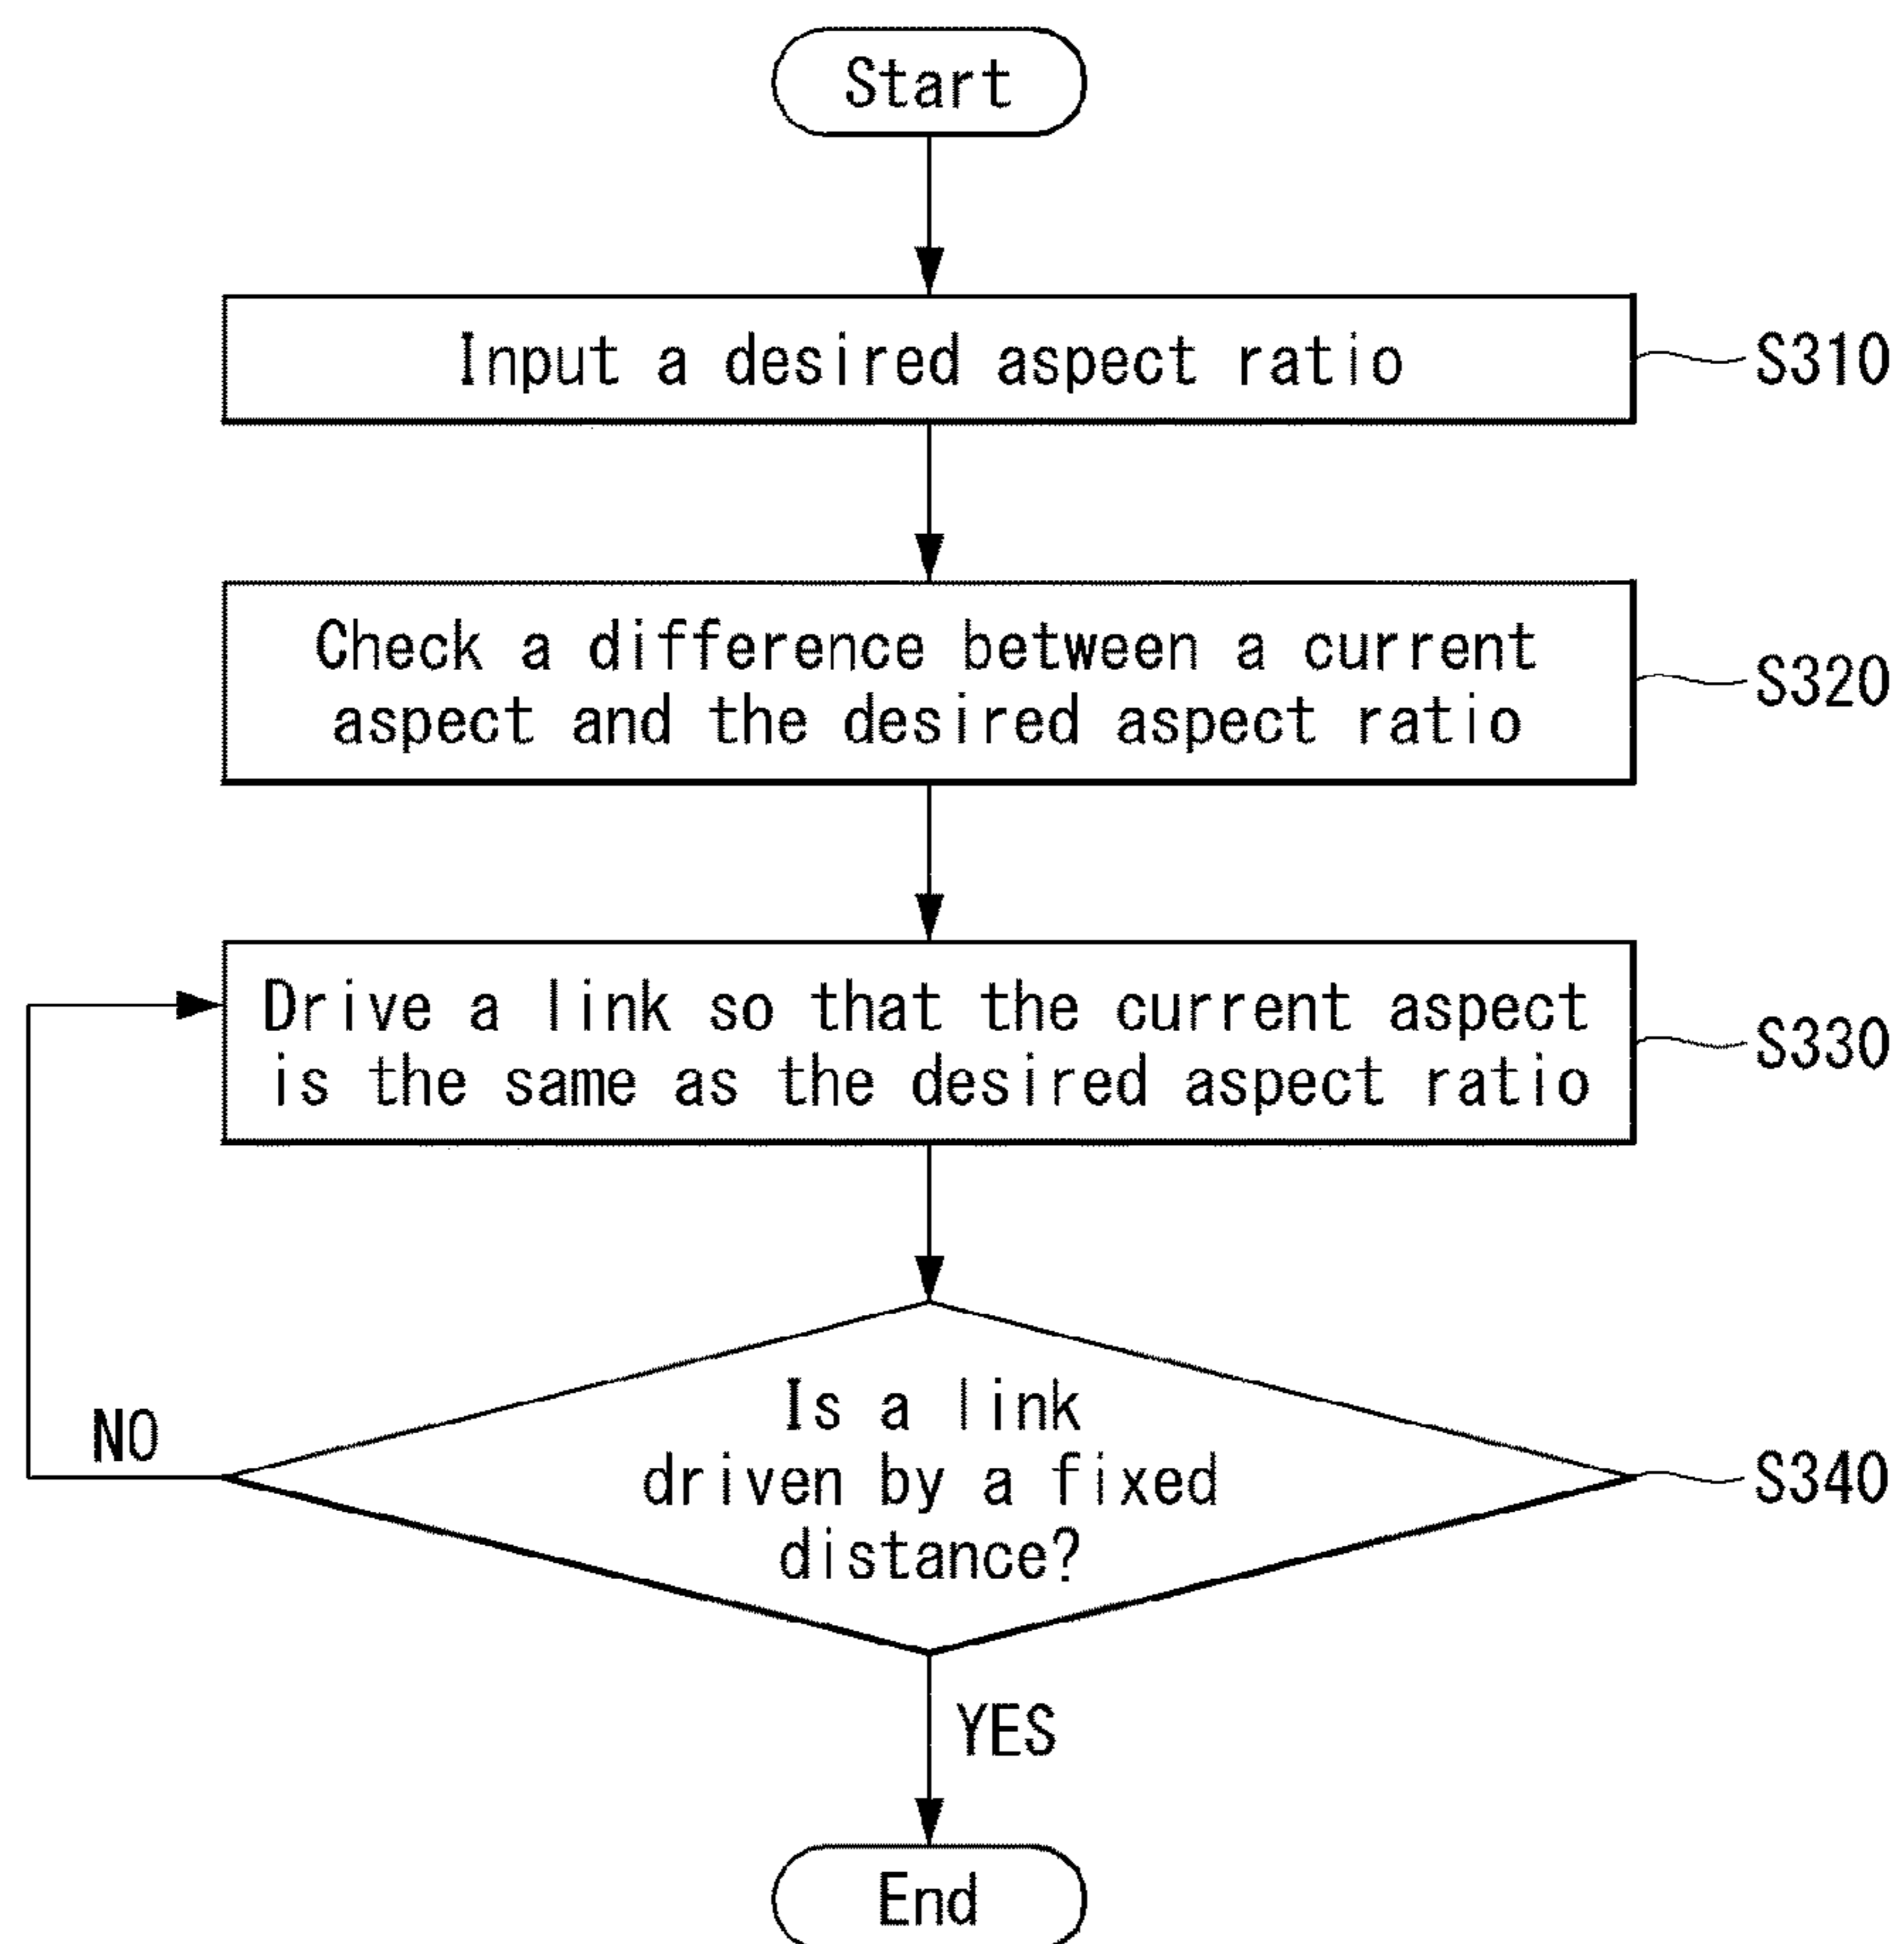 Start
Input a desired aspect ratio
S310
Check a difference between a current
aspect and the desired aspect ratio
S320
Drive a link so that the current aspect
is the same as the desired aspect ratio
S330
Is a link
driven by a fixed
distance?
S340
NO
YES
End